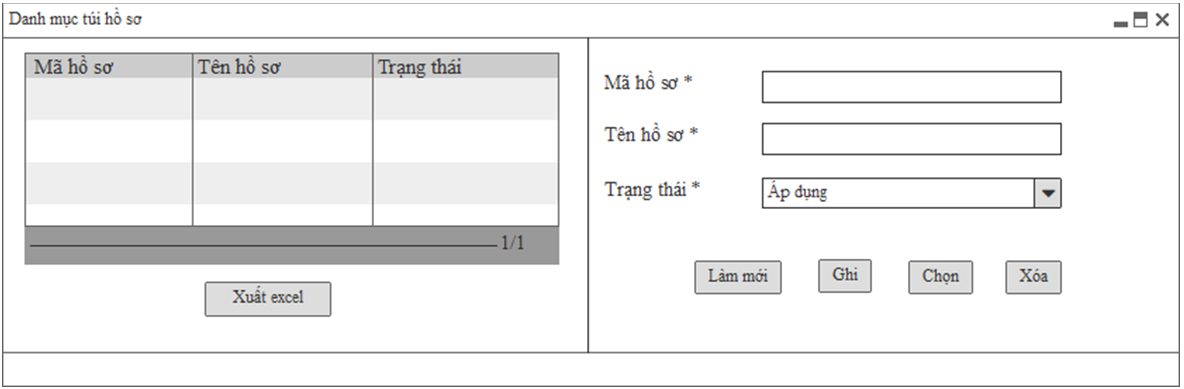 Danh mục túi hồ sơ
Mã hồ sơ Tên hồ sơ Trạng thái
1/1
Xuất excel
Mã hồ sơ *
Tên hồ sơ *
Trạng thái * Áp dụng
Làm mới Ghi Chọn Xóa